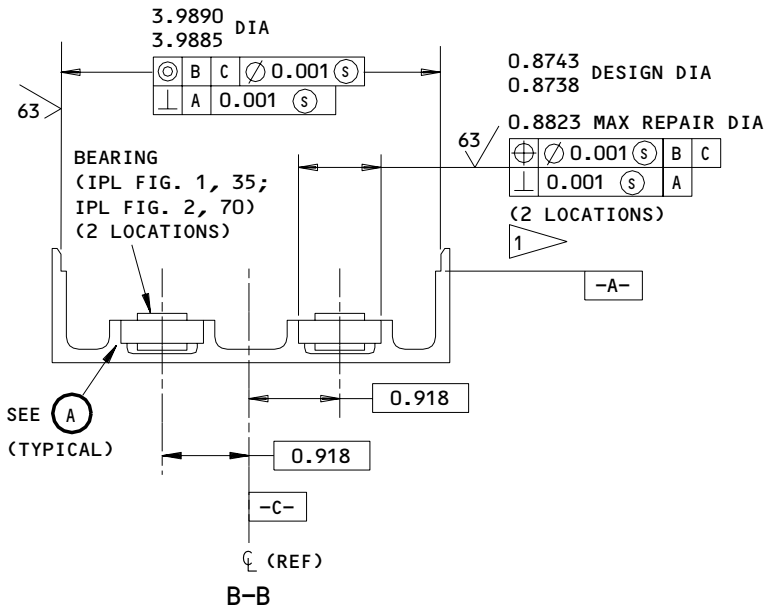 3.9890
3.9885 DIA
◎ B C ∅ 0.001 Ⓢ
⊥ A 0.001 Ⓢ
63
0.8743
0.8738 DESIGN DIA
0.8823 MAX REPAIR DIA
63
⌖ ∅ 0.001 Ⓢ B C
⊥ 0.001 Ⓢ A
(2 LOCATIONS)
1
BEARING
(IPL FIG. 1, 35;
IPL FIG. 2, 70)
(2 LOCATIONS)
-A-
SEE A
(TYPICAL)
0.918
0.918
-C-
℄ (REF)
B-B